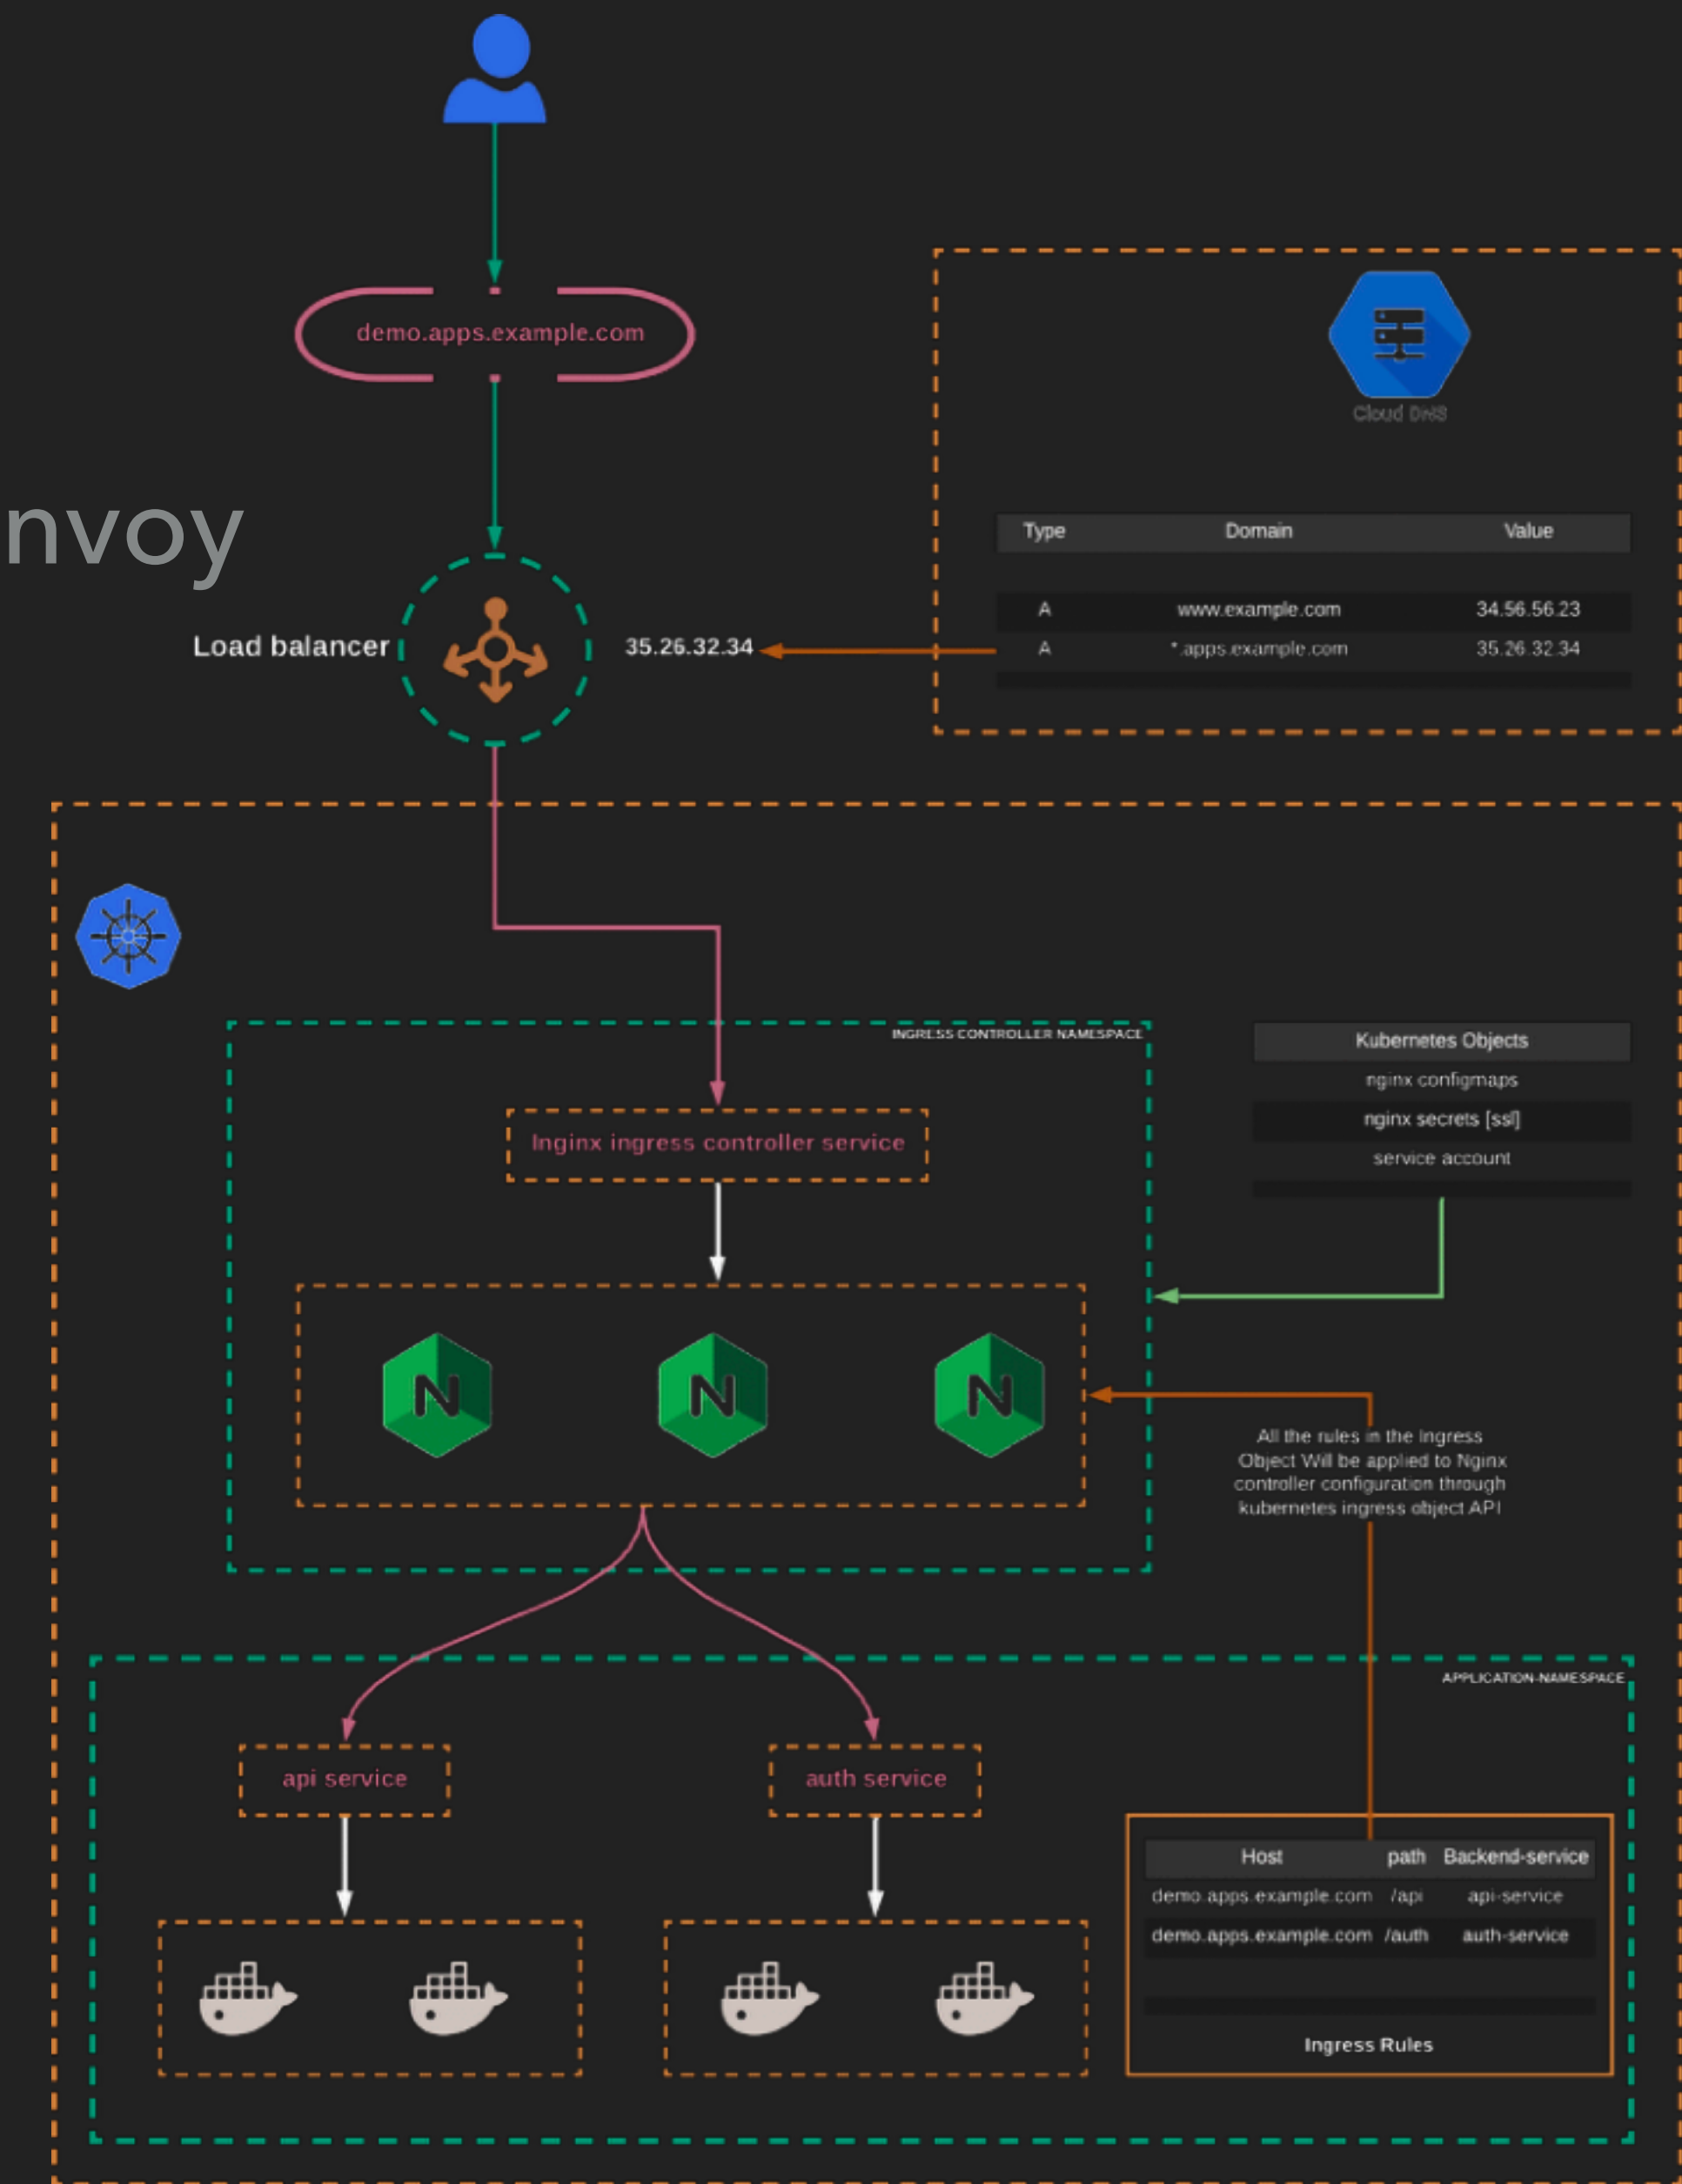 demo.apps.example.com
Cloud DNS
nvoy
Type Domain Value
A www.example.com 34.56.56.23
A *.apps.example.com 35.26.32.34
Load balancer
35.26.32.34
INGRESS CONTROLLER NAMESPACE
Inginx ingress controller service
Kubernetes Objects
nginx configmaps
nginx secrets [ssl]
service account
N N N
All the rules in the Ingress
Object Will be applied to Nginx
controller configuration through
kubernetes ingress object API
APPLICATION-NAMESPACE
api service
auth service
Host path Backend-service
demo.apps.example.com /api api-service
demo.apps.example.com /auth auth-service
Ingress Rules